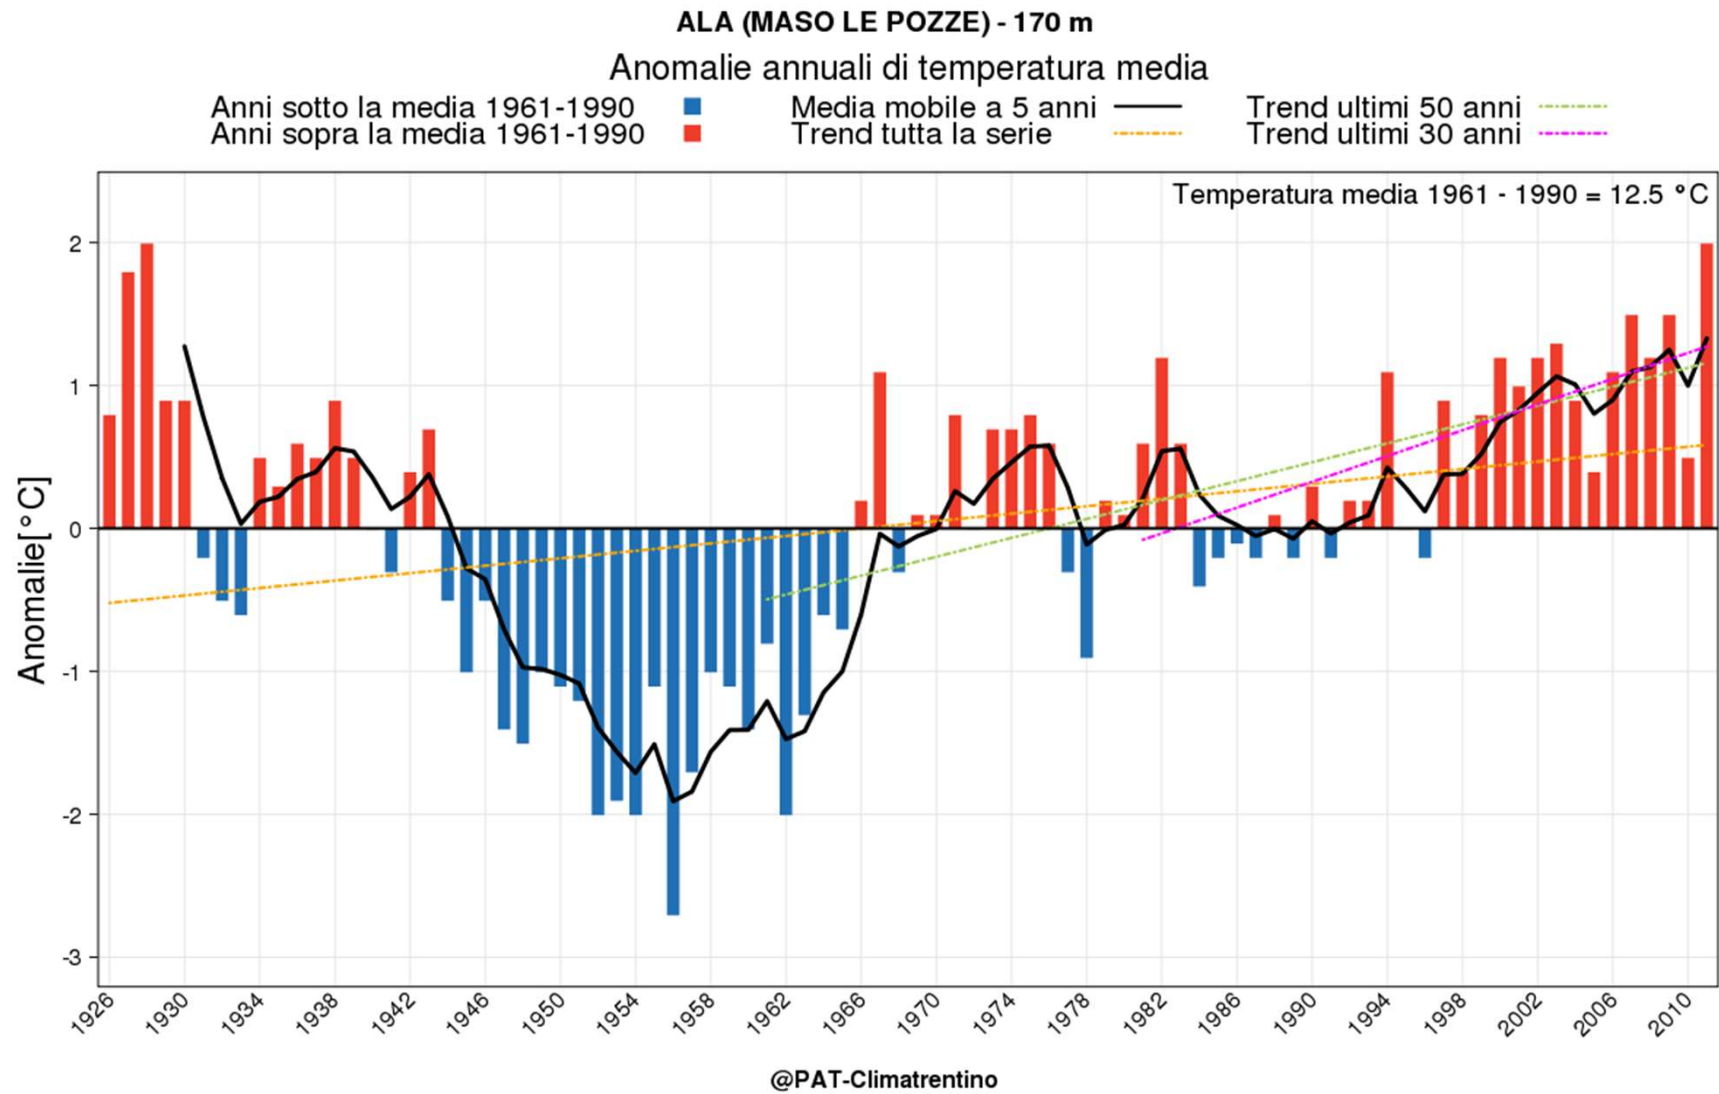 ALA (MASO LE POZZE) - 170 m
Anomalie annuali di temperatura media
Anni sotto la media 1961-1990 Media mobile a 5 anni Trend ultimi 50 anni
Anni sopra la media 1961-1990 Trend tutta la serie Trend ultimi 30 anni
Temperatura media 1961 - 1990 = 12.5 °C
Anomalie[°C]
2
1
0
-1
-2
-3
1926 1930 1934 1938 1942 1946 1950 1954 1958 1962 1966 1970 1974 1978 1982 1986 1990 1994 1998 2002 2006 2010
@PAT-Climatrentino